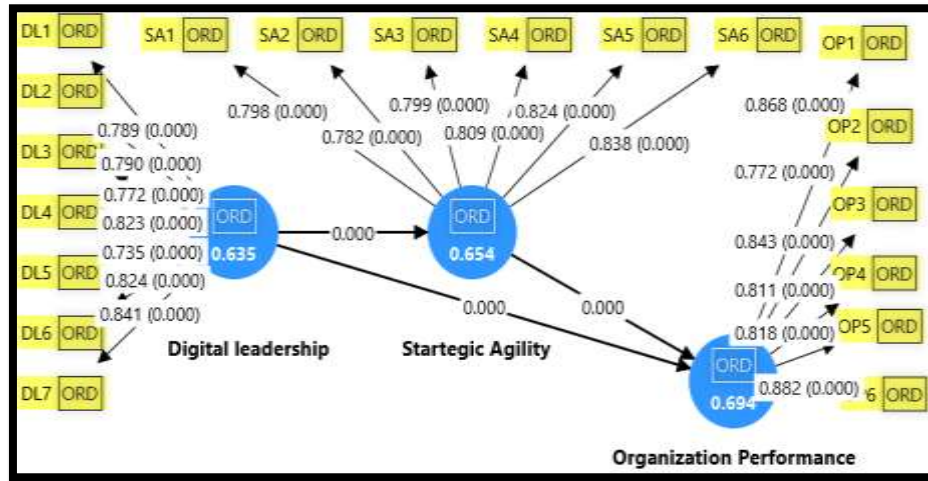 DL1 ORD
DL2 ORD
DL3 ORD
DL4 ORD
DL5 ORD
DL6 ORD
DL7 ORD
SA1 ORD
SA2 ORD
SA3 ORD
SA4 ORD
SA5 ORD
SA6 ORD
OP1 ORD
OP2 ORD
OP3 ORD
OP4 ORD
OP5 ORD
6 ORD
0.789 (0.000)
0.790 (0.000)
0.772 (0.000)
0.823 (0.000)
0.735 (0.000)
0.824 (0.000)
0.841 (0.000)
0.798 (0.000)
0.782 (0.000)
0.799 (0.000)
0.809 (0.000)
0.824 (0.000)
0.838 (0.000)
0.868 (0.000)
0.772 (0.000)
0.843 (0.000)
0.811 (0.000)
0.818 (0.000)
0.882 (0.000)
ORD
0.635
Digital leadership
0.000
ORD
0.654
Startegic Agility
0.000
0.000
ORD
0.694
Organization Performance